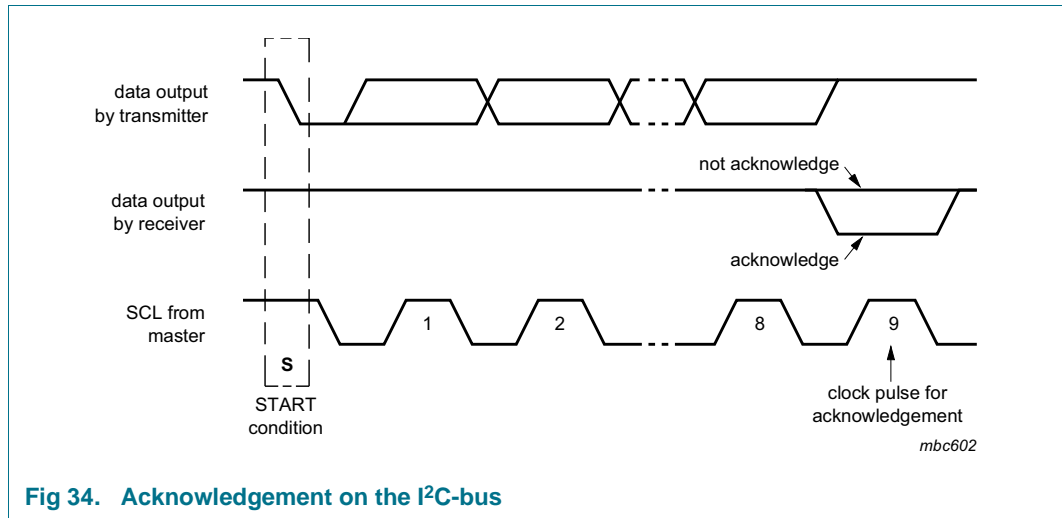 data output
by transmitter
not acknowledge
data output
by receiver
acknowledge
SCL from
master
1
2
8
9
S
START
condition
clock pulse for
acknowledgement
mbc602
Fig 34. Acknowledgement on the I²C-bus